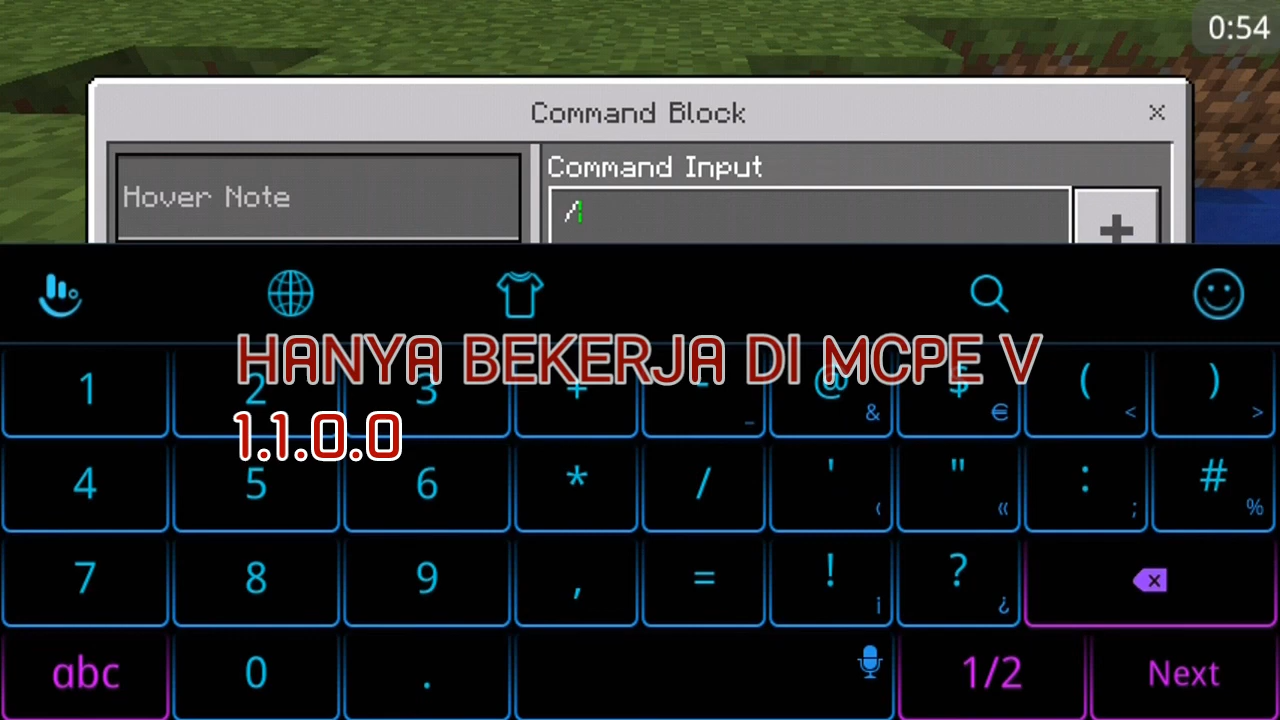 0:54
Command Block
Hover Note
Command Input
/
+
HANYA BEKERJA DI MCPE V
1.1.0.0
1 2 3 + - _ @ & $ € ( < ) >
4 5 6 * / ' ‹ " « : ; # %
7 8 9 , = ! ¡ ? ¿
abc 0 . 1/2 Next